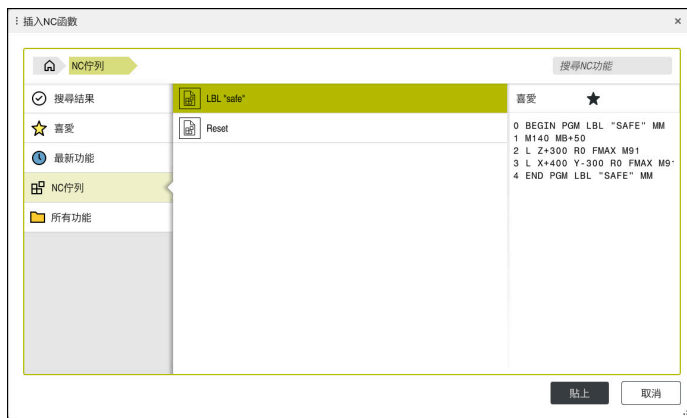 插入NC函數
NC佇列
搜尋NC功能
搜尋結果
喜愛
最新功能
NC佇列
所有功能
LBL "safe"
Reset
喜愛
0 BEGIN PGM LBL "SAFE" MM
1 M140 MB+50
2 L Z+300 R0 FMAX M91
3 L X+400 Y-300 R0 FMAX M9
4 END PGM LBL "SAFE" MM
貼上
取消